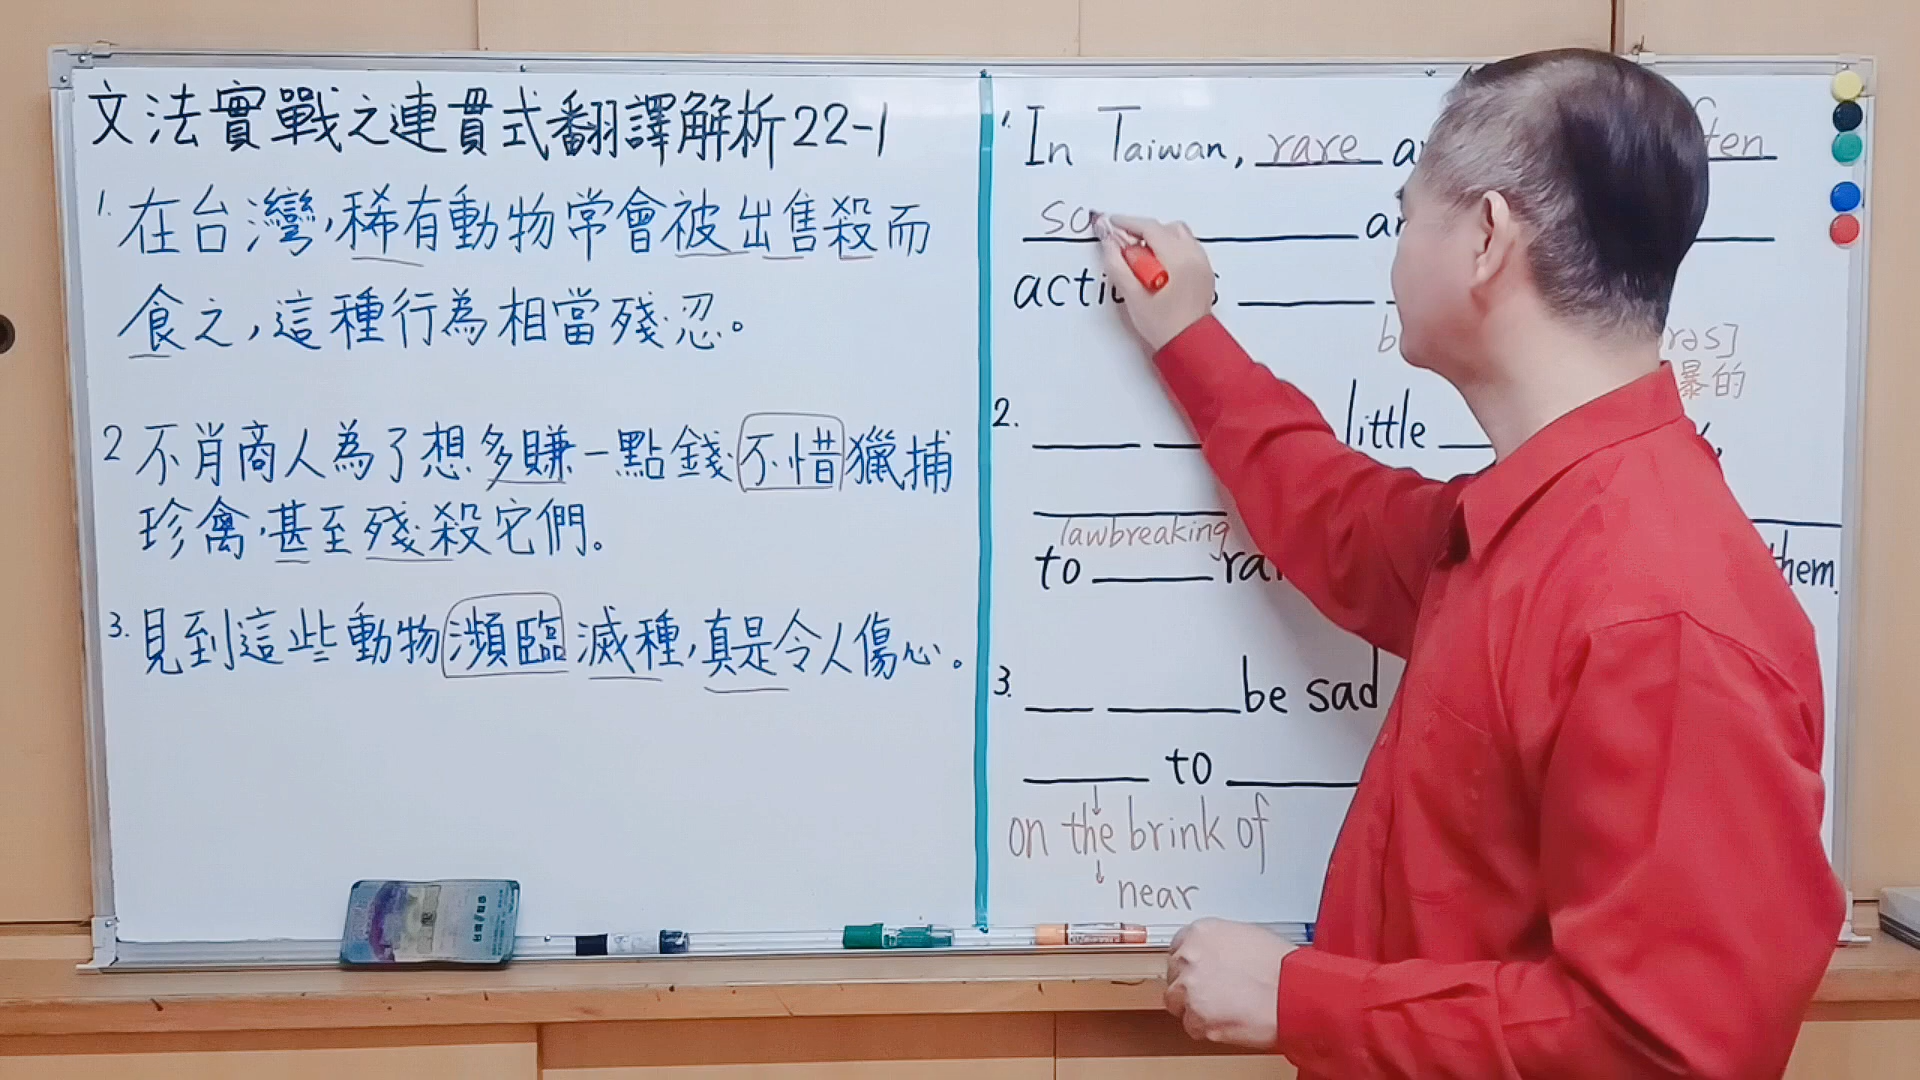 文法實戰之連貫式翻譯解析22-1
1. 在台灣,稀有動物常會被出售殺而
食之,這種行為相當殘忍。
2 不肖商人為了想多賺一點錢不惜獵捕
珍禽,甚至殘殺它們。
3. 見到這些動物瀕臨滅種,真是令人傷心。
1. In Taiwan, rare
2. little
lawbreaking
to them.
3. be sad
to
on the brink of
near
暴的